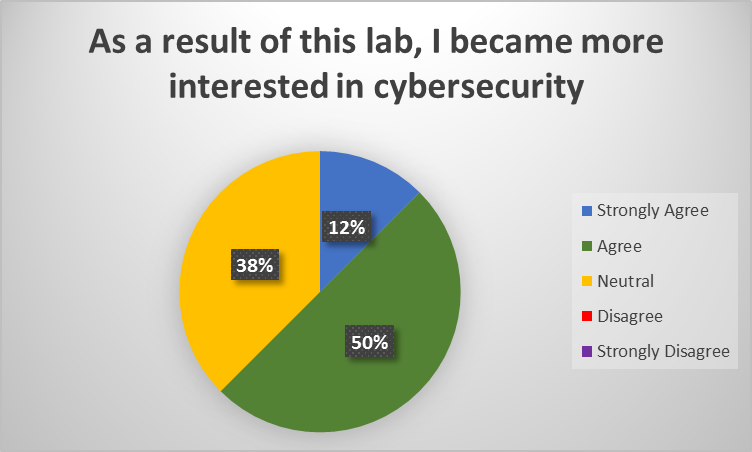 As a result of this lab, I became more
interested in cybersecurity
12%
38%
50%
Strongly Agree
Agree
Neutral
Disagree
Strongly Disagree